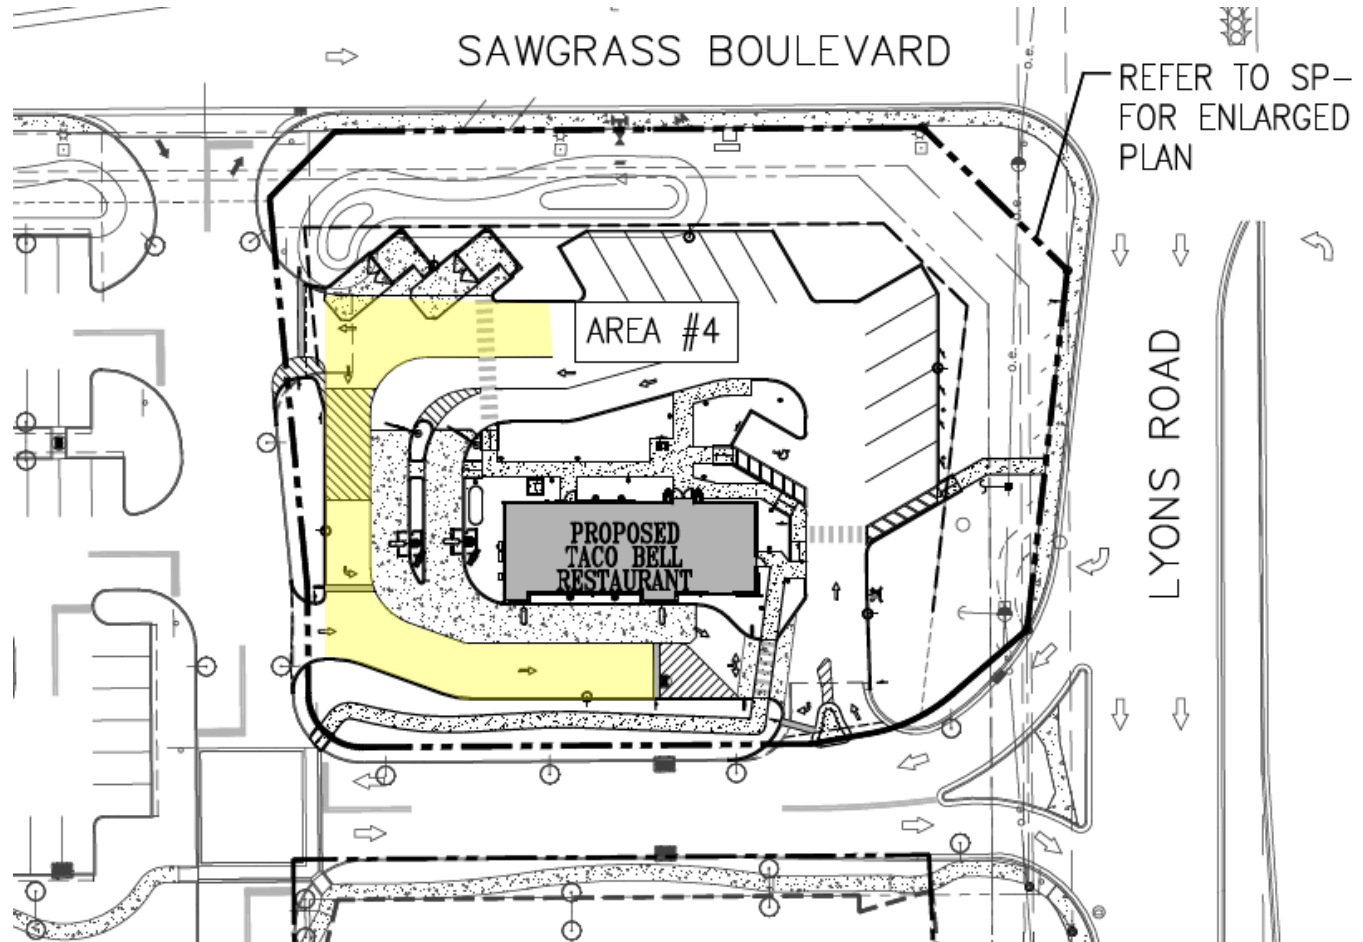 SAWGRASS BOULEVARD
REFER TO SP-
FOR ENLARGED
PLAN
AREA #4
LYONS ROAD
PROPOSED
TACO BELL
RESTAURANT
o.e.
o.e.
o.e.
o.e.